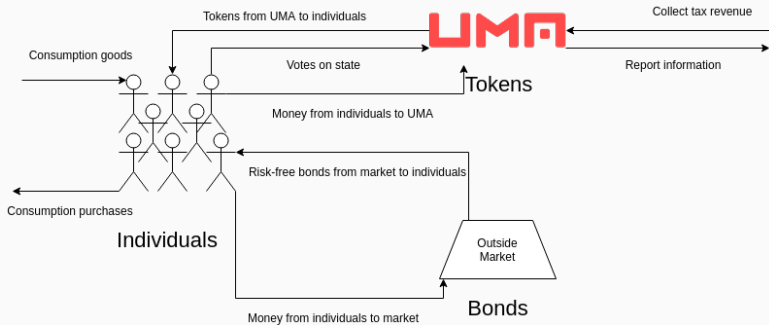 Tokens from UMA to individuals
UMA
Collect tax revenue
Consumption goods
Votes on state
Report information
Tokens
Money from individuals to UMA
Risk-free bonds from market to individuals
Consumption purchases
Individuals
Outside
Market
Bonds
Money from individuals to market